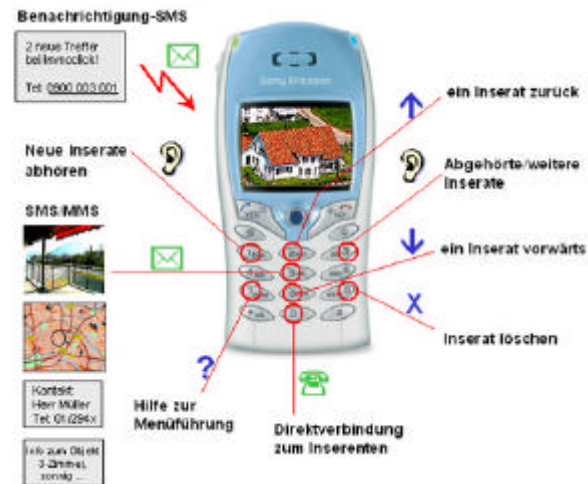 Benachrichtigung-SMS
2 neue Treffer
bei Immoclick!
Tel: 0900 003 001
Sony Ericsson
ein Inserat zurück
Neue Inserate
abhören
Abgehörte/weitere
Inserate
SMS/MMS
ein Inserat vorwärts
X
Inserat löschen
?
Kontakt:
Herr Müller
Tel: 01/294x
Hilfe zur
Menüführung
Direktverbindung
zum Inserenten
Info zum Objekt
3-Zimmer,
sonnig ...